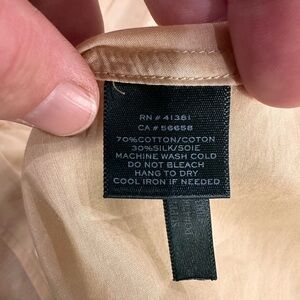 RN # 41381
CA # 56658
70%COTTON/COTON
30%SILK/SOIE
MACHINE WASH COLD
DO NOT BLEACH
HANG TO DRY
COOL IRON IF NEEDED